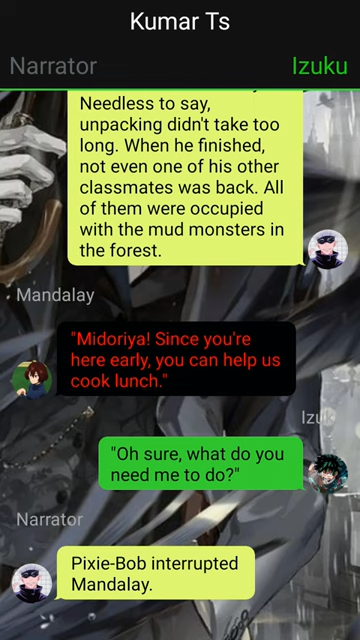 Kumar Ts
Narrator
Izuku
Needless to say,
unpacking didn't take too
long. When he finished,
not even one of his other
classmates was back. All
of them were occupied
with the mud monsters in
the forest.
Mandalay
"Midoriya! Since you're
here early, you can help us
cook lunch."
Izuk
"Oh sure, what do you
need me to do?"
Narrator
Pixie-Bob interrupted
Mandalay.